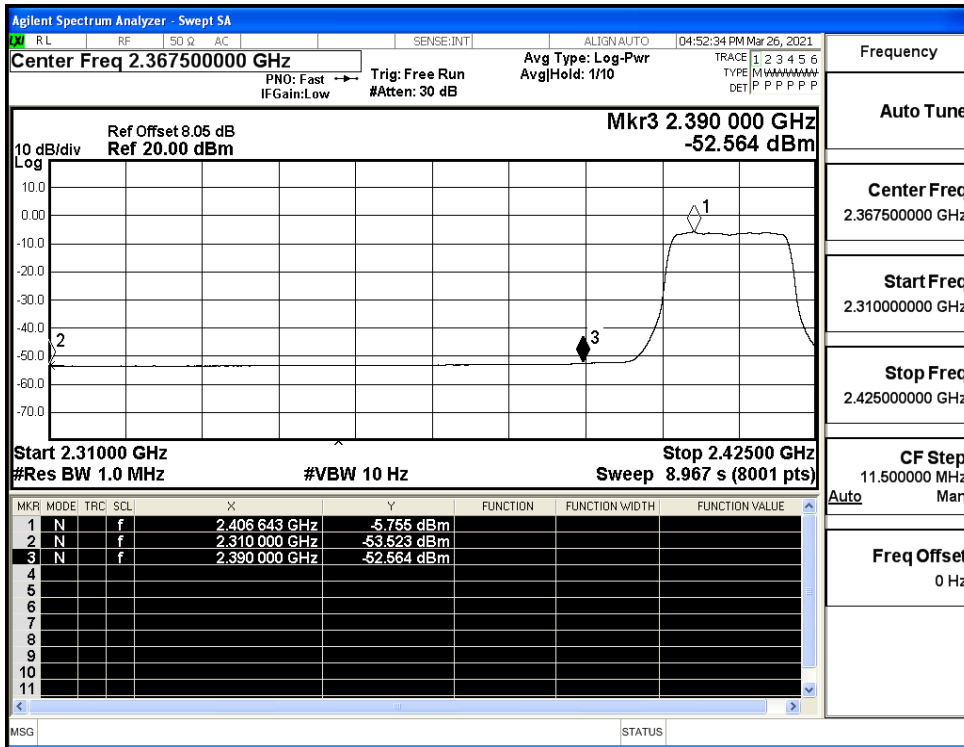 Agilent Spectrum Analyzer - Swept SA
LXI RL RF 50 Ω AC SENSE:INT ALIGNAUTO 04:52:34 PM Mar 26, 2021
Center Freq 2.367500000 GHz
PNO: Fast
IFGain:Low
Trig: Free Run
#Atten: 30 dB
Avg Type: Log-Pwr
Avg|Hold: 1/10
TRACE 1 2 3 4 5 6
TYPE M WWWWW
DET P P P P P P
Ref Offset 8.05 dB
10 dB/div Ref 20.00 dBm
Log
Mkr3 2.390 000 GHz
-52.564 dBm
10.0
0.00
-10.0
-20.0
-30.0
-40.0
-50.0
-60.0
-70.0
1
2
3
Start 2.31000 GHz Stop 2.42500 GHz
#Res BW 1.0 MHz #VBW 10 Hz Sweep 8.967 s (8001 pts)
MKR MODE TRC SCL X Y FUNCTION FUNCTION WIDTH FUNCTION VALUE
1 N f 2.406 643 GHz -5.755 dBm
2 N f 2.310 000 GHz -53.523 dBm
3 N f 2.390 000 GHz -52.564 dBm
4
5
6
7
8
9
10
11
MSG STATUS
Frequency
Auto Tune
Center Freq
2.367500000 GHz
Start Freq
2.310000000 GHz
Stop Freq
2.425000000 GHz
CF Step
11.500000 MHz
Auto Man
Freq Offset
0 Hz